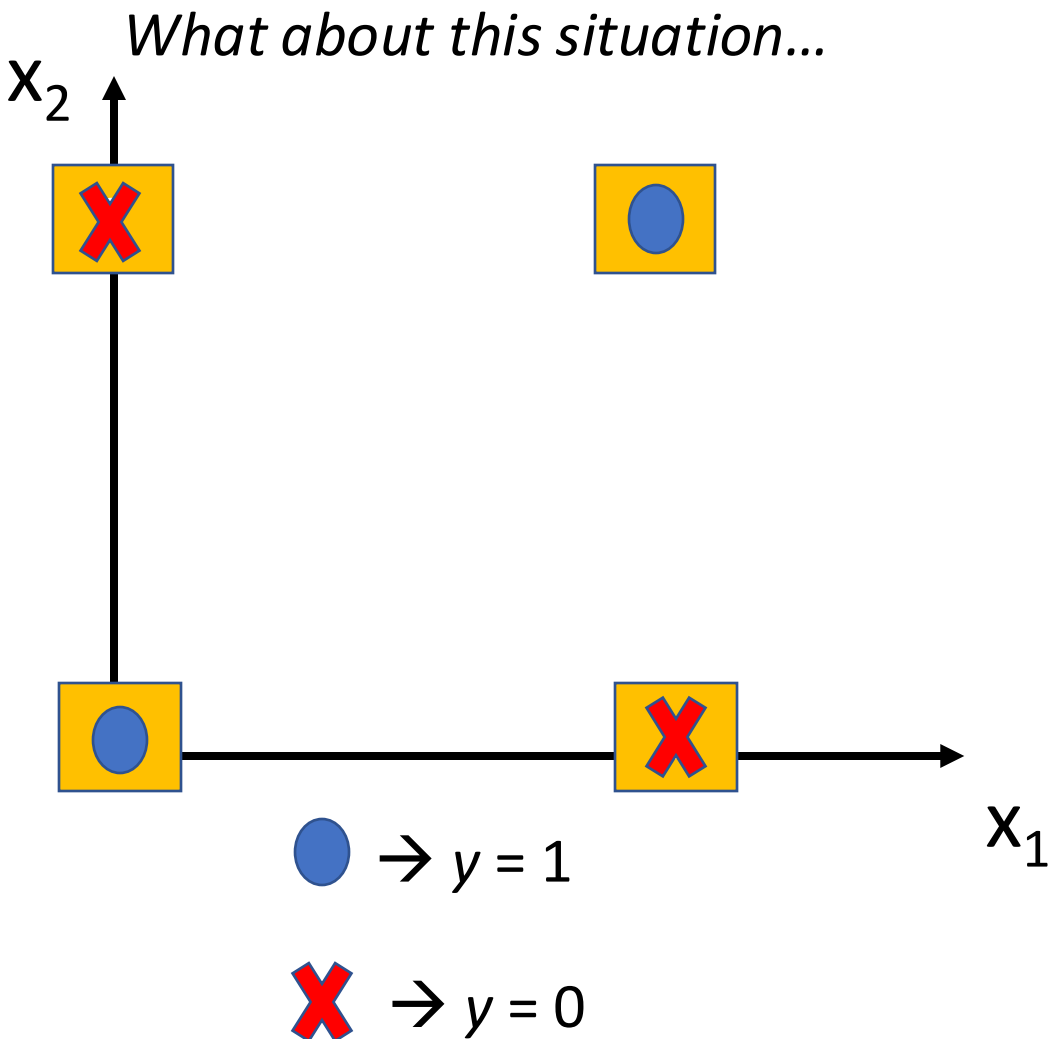 What about this situation…
x₂
x₁
→ y = 1
→ y = 0